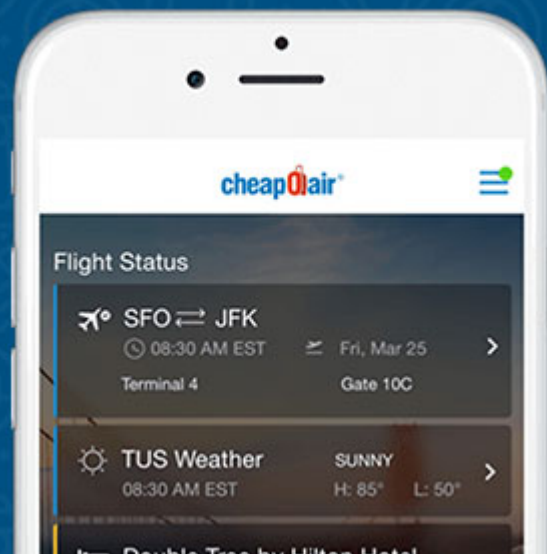 cheapOair®
Flight Status
SFO ⇄ JFK
08:30 AM EST Fri, Mar 25
Terminal 4 Gate 10C
TUS Weather SUNNY
08:30 AM EST H: 85° L: 50°
Double Tree by Hilton Hotel